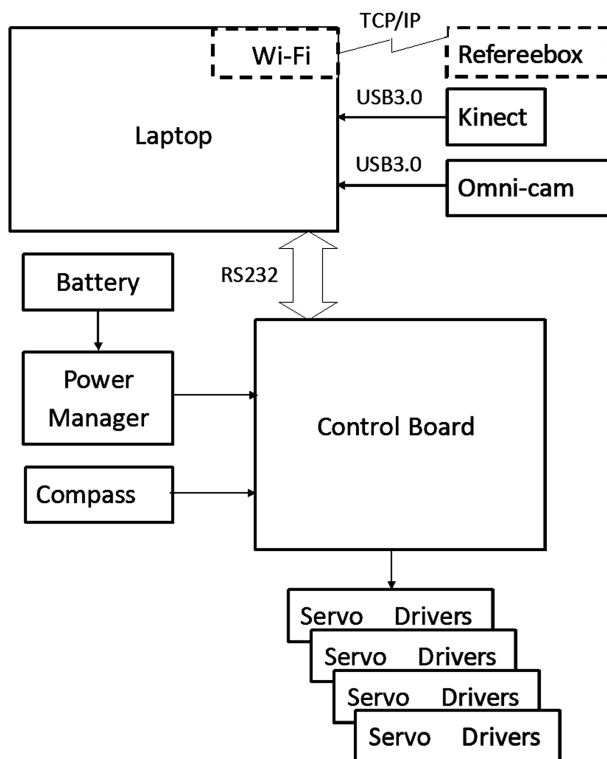 TCP/IP
Wi-Fi
Refereebox
USB3.0
Kinect
Laptop
USB3.0
Omni-cam
RS232
Battery
Power
Manager
Control Board
Compass
Servo Drivers
Servo Drivers
Servo Drivers
Servo Drivers